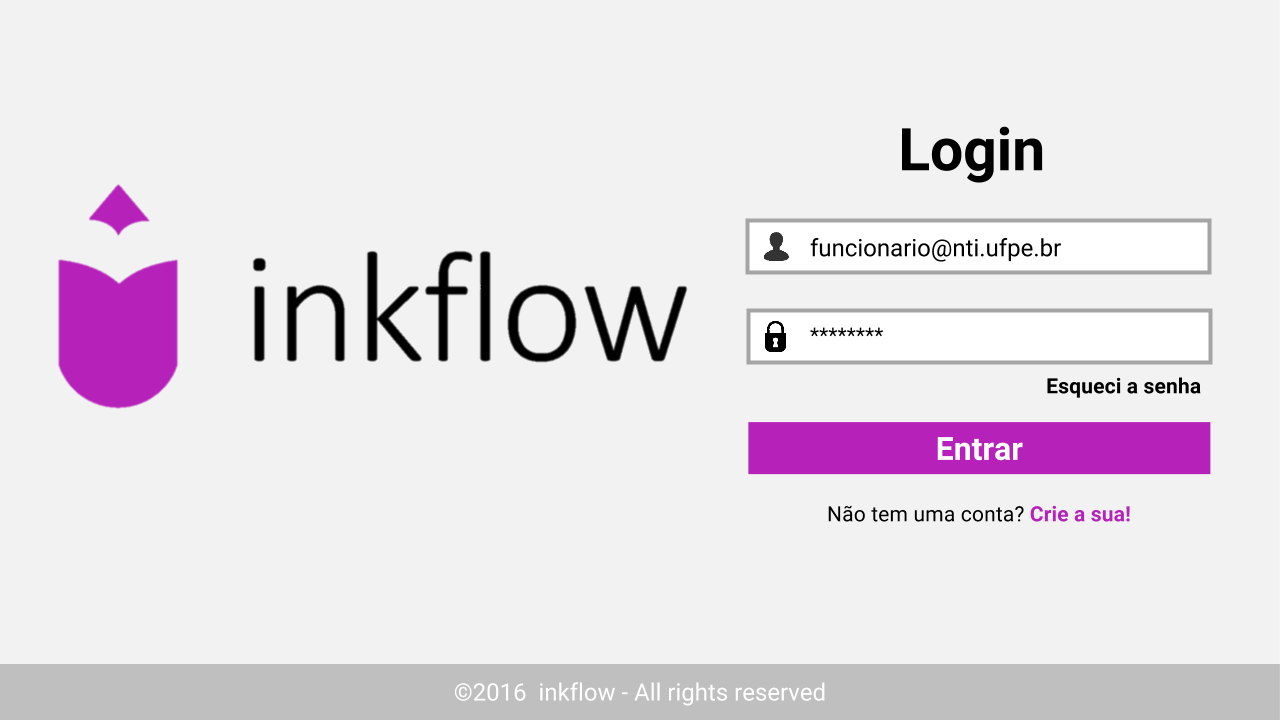 inkflow
Login
funcionario@nti.ufpe.br
********
Esqueci a senha
Entrar
Não tem uma conta? Crie a sua!
©2016 inkflow - All rights reserved